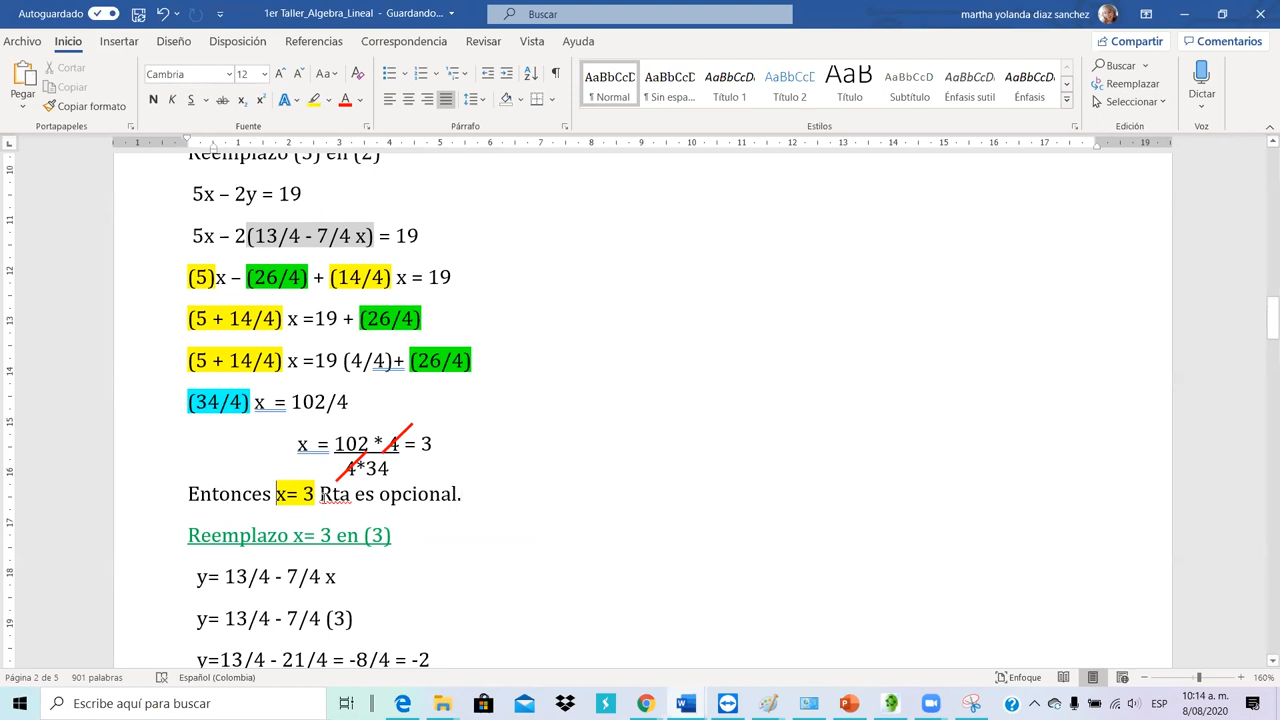 Autoguardado
Buscar
martha yolanda diaz sanchez
Archivo Inicio Insertar Diseño Disposición Referencias Correspondencia Revisar Vista Ayuda Compartir Comentarios
Pegar
Cortar
Copiar
Copiar formato
Portapapeles
Cambria 12
N K S ab x₂ x²
Fuente
Párrafo
AaBbCcD ¶ Normal
AaBbCcD ¶ Sin espa...
AaBbCcD Título 1
AaBbCcD Título 2
AaB Título
AaBbCcD Subtítulo
AaBbCcD Énfasis sutil
AaBbCcD Énfasis
Estilos
Buscar
Reemplazar
Seleccionar
Edición
Dictar
Voz
Reemplazo (3) en (2)
5x – 2y = 19
5x – 2(13/4 - 7/4 x) = 19
(5)x – (26/4) + (14/4) x = 19
(5 + 14/4) x =19 + (26/4)
(5 + 14/4) x =19 (4/4)+ (26/4)
(34/4) x = 102/4
x = 102 * 4 = 3
4*34
Entonces x= 3 Rta es opcional.
Reemplazo x= 3 en (3)
y= 13/4 - 7/4 x
y= 13/4 - 7/4 (3)
y=13/4 - 21/4 = -8/4 = -2
Página 2 de 5 901 palabras Español (Colombia) Enfoque 160%
Escribe aquí para buscar
ESP
10:14 a. m.
8/08/2020